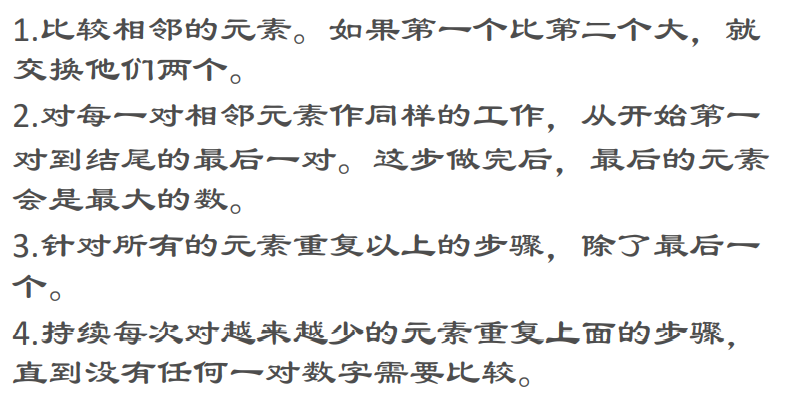 1.比较相邻的元素。如果第一个比第二个大，就
交换他们两个。
2.对每一对相邻元素作同样的工作，从开始第一
对到结尾的最后一对。这步做完后，最后的元素
会是最大的数。
3.针对所有的元素重复以上的步骤，除了最后一
个。
4.持续每次对越来越少的元素重复上面的步骤，
直到没有任何一对数字需要比较。